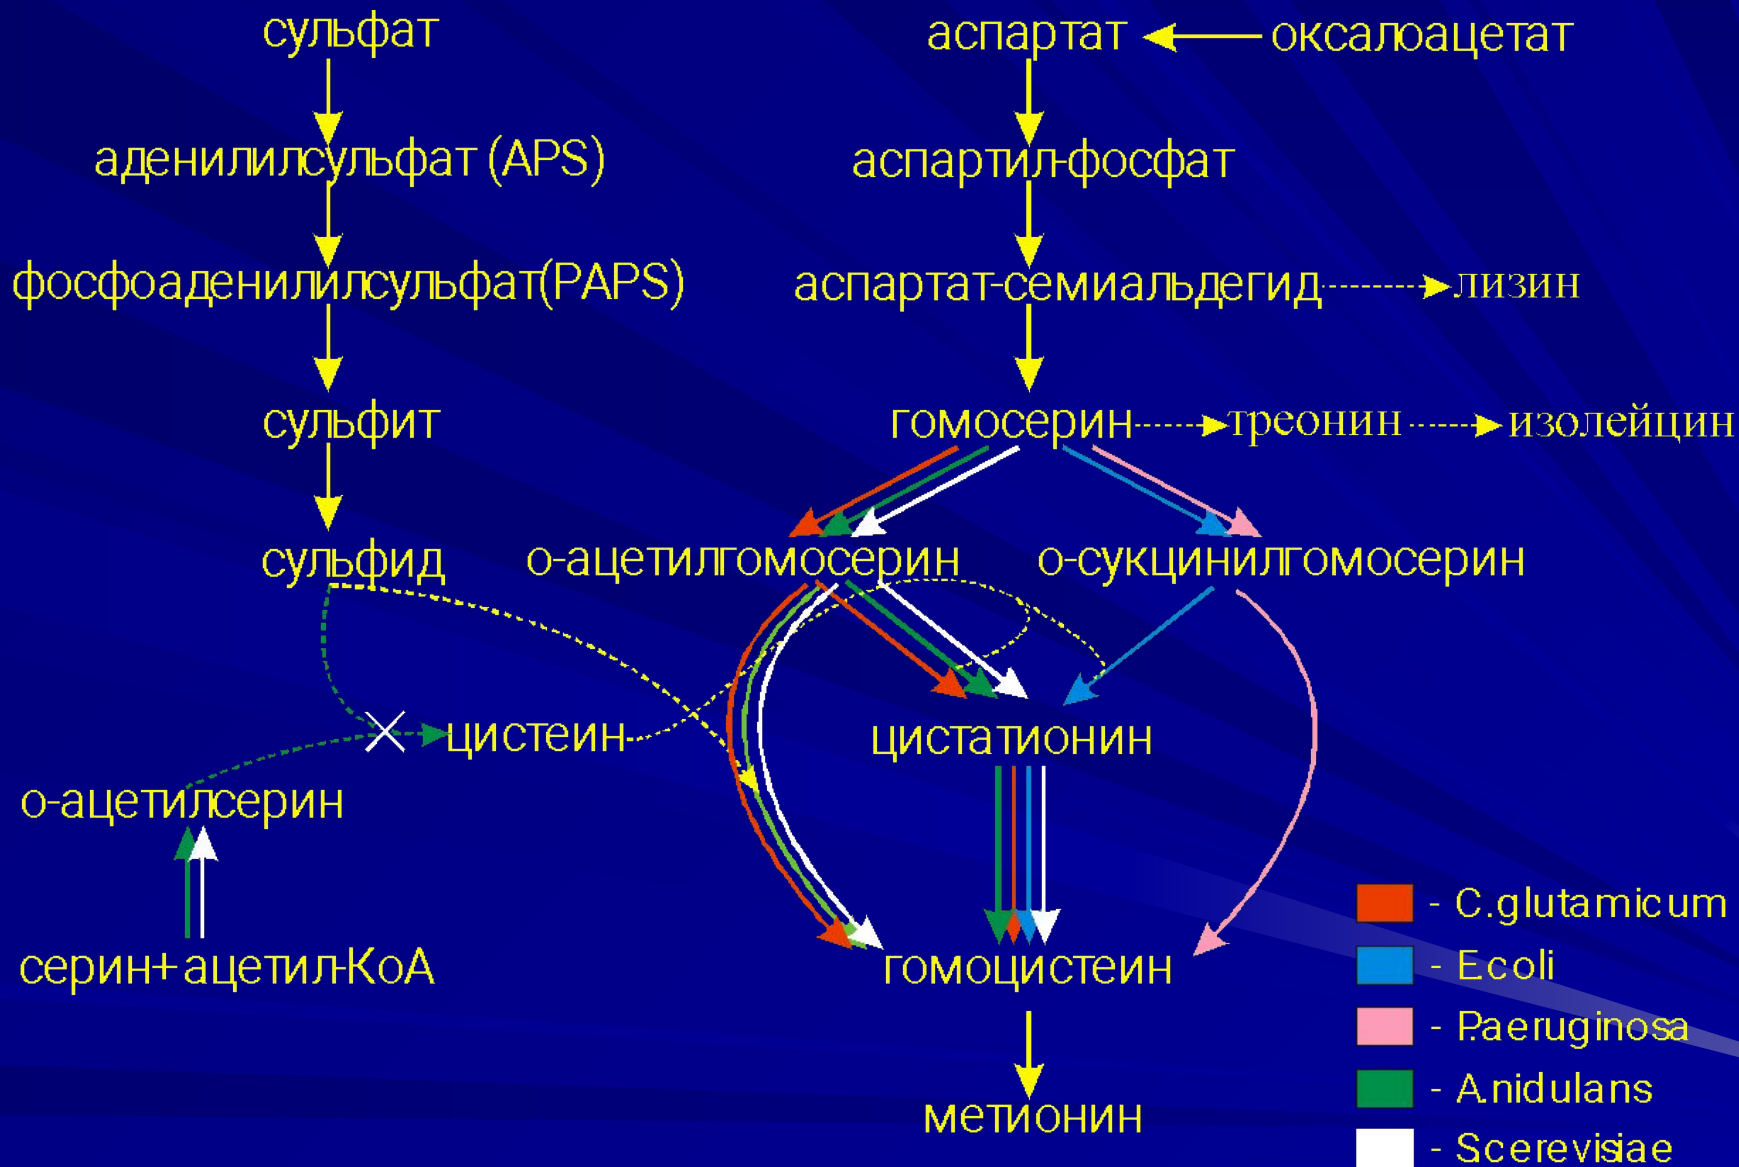 сульфат
аспартат
оксалоацетат
аденилилсульфат (APS)
аспартил-фосфат
фосфоаденилилсульфат(PAPS)
аспартат-семиальдегид
лизин
сульфит
гомосерин
треонин
изолейцин
сульфид
о-ацетилгомосерин
о-сукцинилгомосерин
цистеин
цистатионин
о-ацетилсерин
серин+ацетил-КоА
гомоцистеин
метионин
- C.glutamicum
- E.coli
- P.aeruginosa
- A.nidulans
- S.cerevisiae